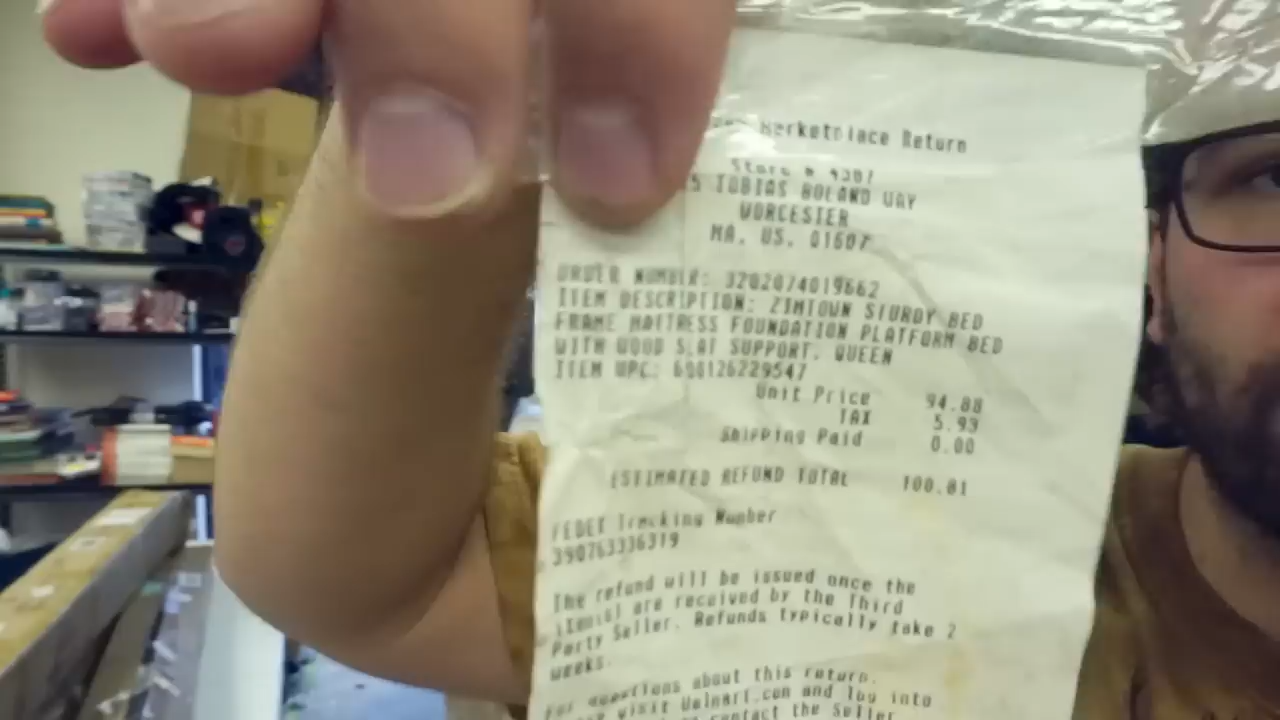 Marketplace Return
Store # 4387
5 TOBIAS BOLAND WAY
WORCESTER
MA, US, 01607
ORDER NUMBER: 3202074019662
ITEM DESCRIPTION: ZIMTOWN STURDY BED
FRAME MATTRESS FOUNDATION PLATFORM BED
WITH WOOD SLAT SUPPORT, QUEEN
ITEM UPC: 600126229547
Unit Price 94.88
TAX 5.93
Shipping Paid 0.00
ESTIMATED REFUND TOTAL 100.81
FEDEX Tracking Number
390763336319
The refund will be issued once the
item(s) are received by the Third
Party Seller. Refunds typically take 2
weeks.
For questions about this return,
visit Walmart.com and log into
contact the Seller